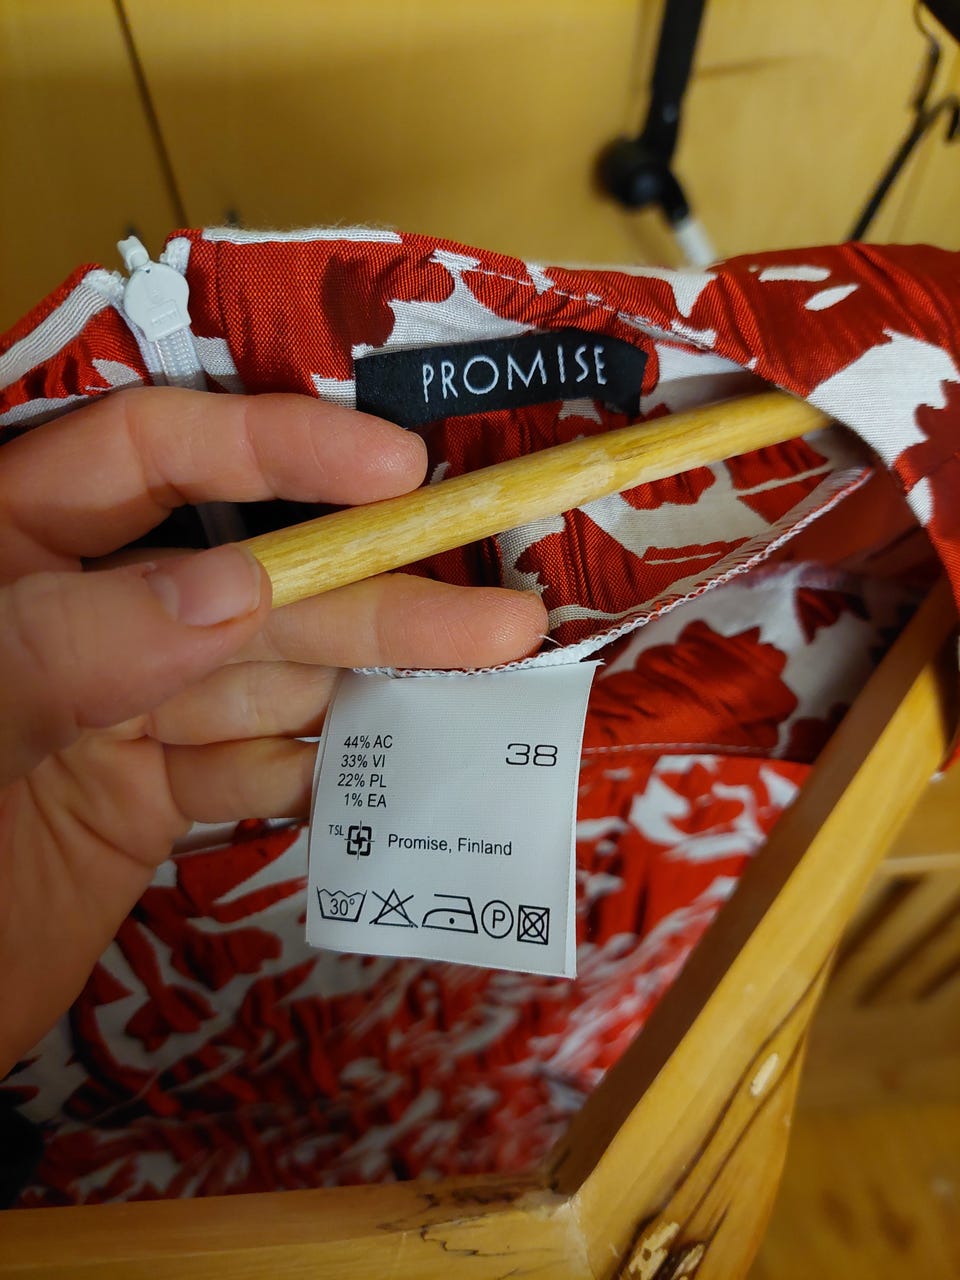 PROMISE
44% AC
33% VI
22% PL
1% EA
38
TSL
Promise, Finland
30°
P